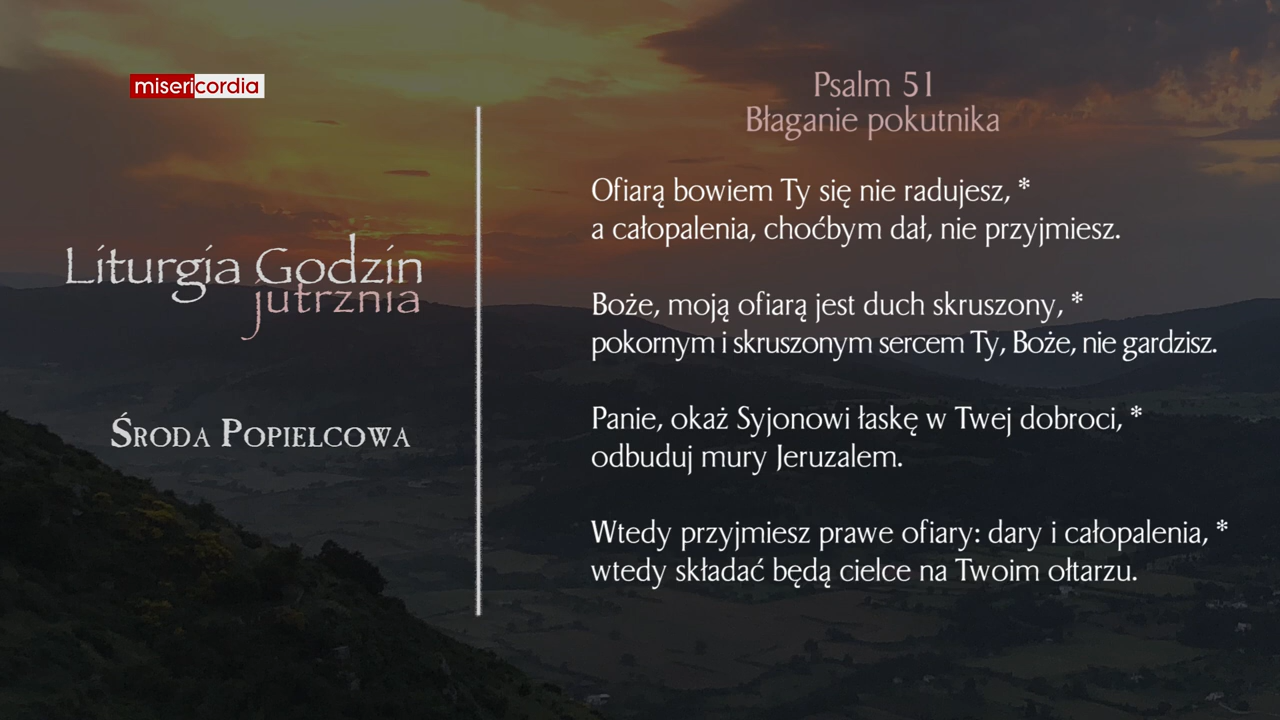 misericordia
Liturgia Godzin
jutrznia
Środa Popielcowa
Psalm 51
Błaganie pokutnika
Ofiarą bowiem Ty się nie radujesz, *
a całopalenia, choćbym dał, nie przyjmiesz.
Boże, moją ofiarą jest duch skruszony, *
pokornym i skruszonym sercem Ty, Boże, nie gardzisz.
Panie, okaż Syjonowi łaskę w Twej dobroci, *
odbuduj mury Jeruzalem.
Wtedy przyjmiesz prawe ofiary: dary i całopalenia, *
wtedy składać będą cielce na Twoim ołtarzu.